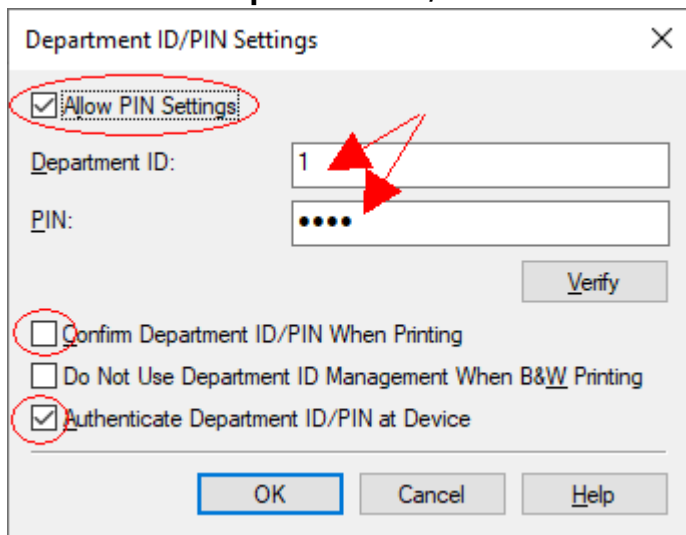 Department ID/PIN Settings
Allow PIN Settings
Department ID: 1
PIN: ••••
Verify
Confirm Department ID/PIN When Printing
Do Not Use Department ID Management When B&W Printing
Authenticate Department ID/PIN at Device
OK Cancel Help